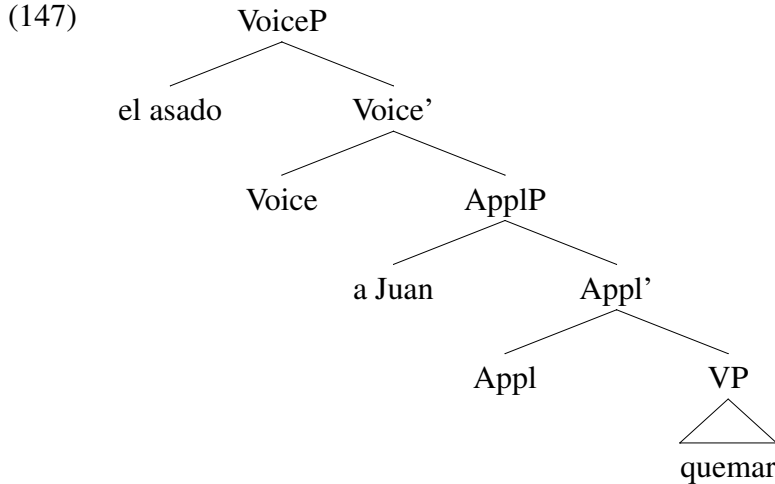 (147) VoiceP
el asado Voice’
Voice ApplP
a Juan Appl’
Appl VP
quemar